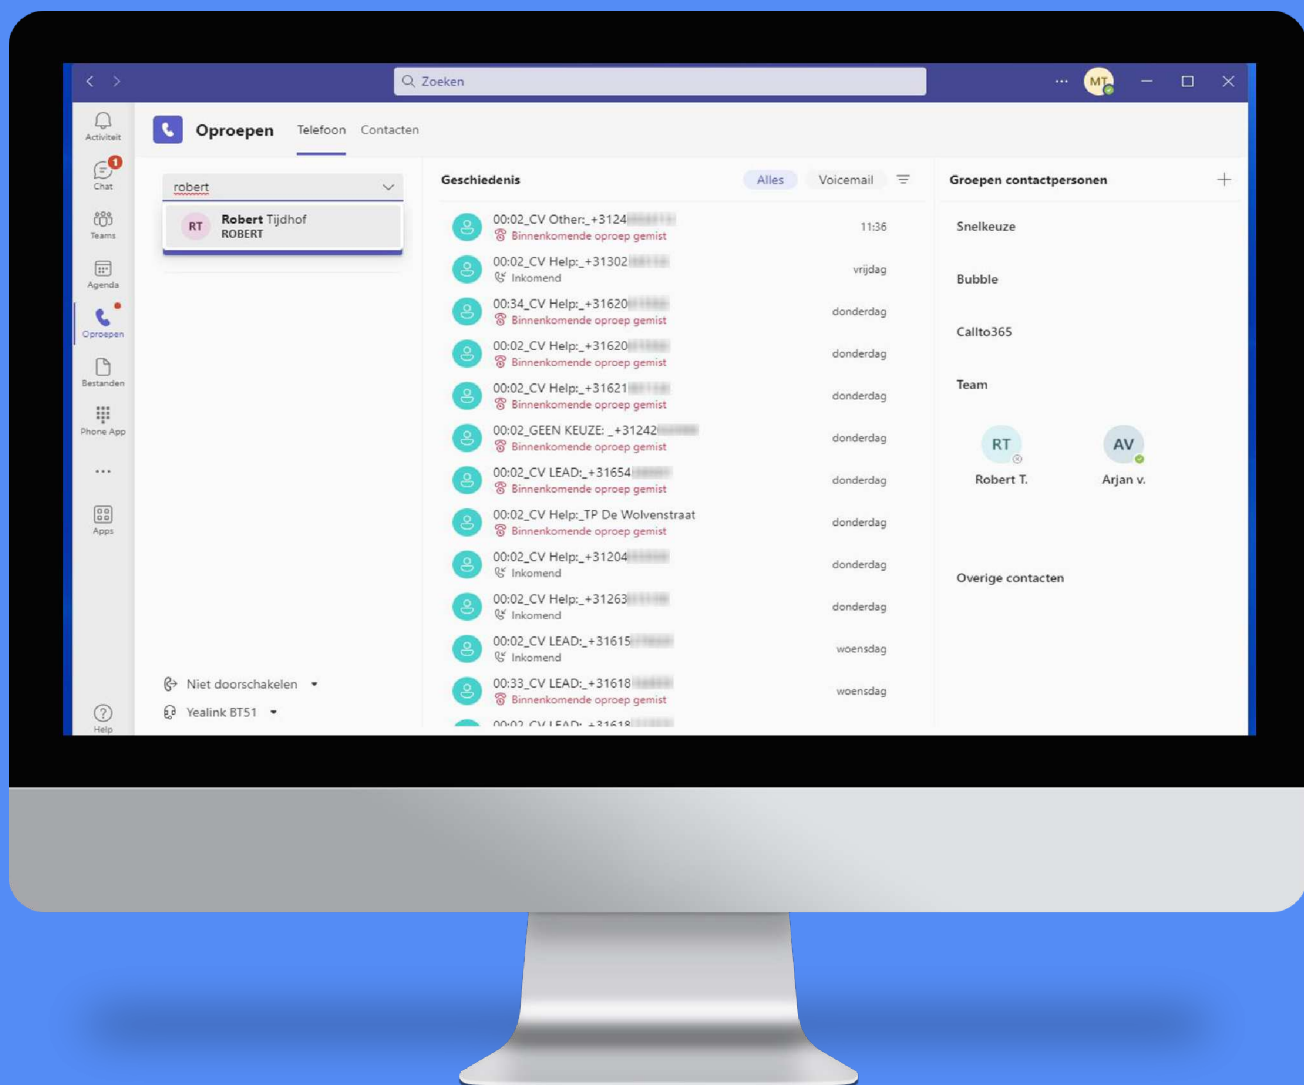 Zoeken
MT
Activiteit
1
Chat
Teams
Agenda
Oproepen
Bestanden
Phone App
Apps
Help
Oproepen Telefoon Contacten
robert
RT Robert Tijdhof
ROBERT
Niet doorschakelen
Yealink BT51
Geschiedenis Alles Voicemail
00:02_CV Other:_+3124 11:36
Binnenkomende oproep gemist
00:02_CV Help:_+31302 vrijdag
Inkomend
00:34_CV Help:_+31620 donderdag
Binnenkomende oproep gemist
00:02_CV Help:_+31620 donderdag
Binnenkomende oproep gemist
00:02_CV Help:_+31621 donderdag
Binnenkomende oproep gemist
00:02_GEEN KEUZE: _+31242 donderdag
Binnenkomende oproep gemist
00:02_CV LEAD:_+31654 donderdag
Binnenkomende oproep gemist
00:02_CV Help:_TP De Wolvenstraat donderdag
Binnenkomende oproep gemist
00:02_CV Help:_+31204 donderdag
Inkomend
00:02_CV Help:_+31263 donderdag
Inkomend
00:02_CV LEAD:_+31615 woensdag
Inkomend
00:33_CV LEAD:_+31618 woensdag
Binnenkomende oproep gemist
00:02_CV LEAD:_+31618
Groepen contactpersonen
Snelkeuze
Bubble
Callto365
Team
RT AV
Robert T. Arjan v.
Overige contacten